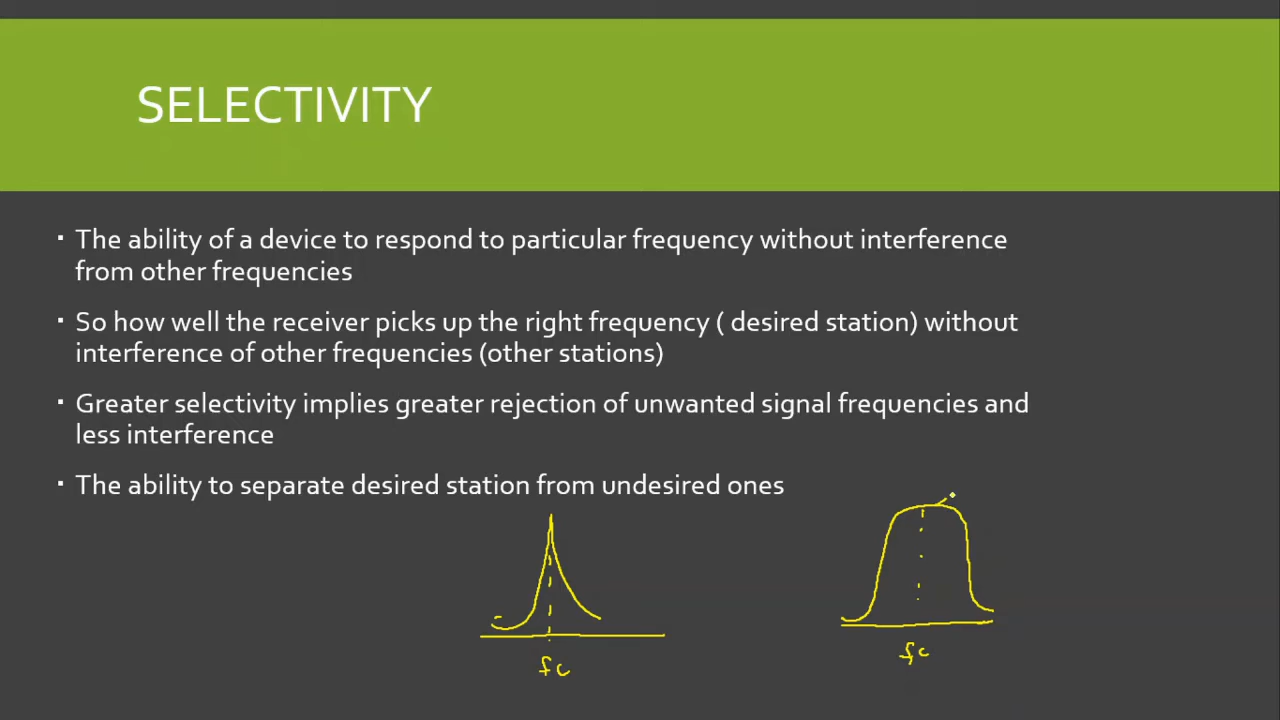 SELECTIVITY
▪ The ability of a device to respond to particular frequency without interference
from other frequencies
▪ So how well the receiver picks up the right frequency ( desired station) without
interference of other frequencies (other stations)
▪ Greater selectivity implies greater rejection of unwanted signal frequencies and
less interference
▪ The ability to separate desired station from undesired ones
fc
fc